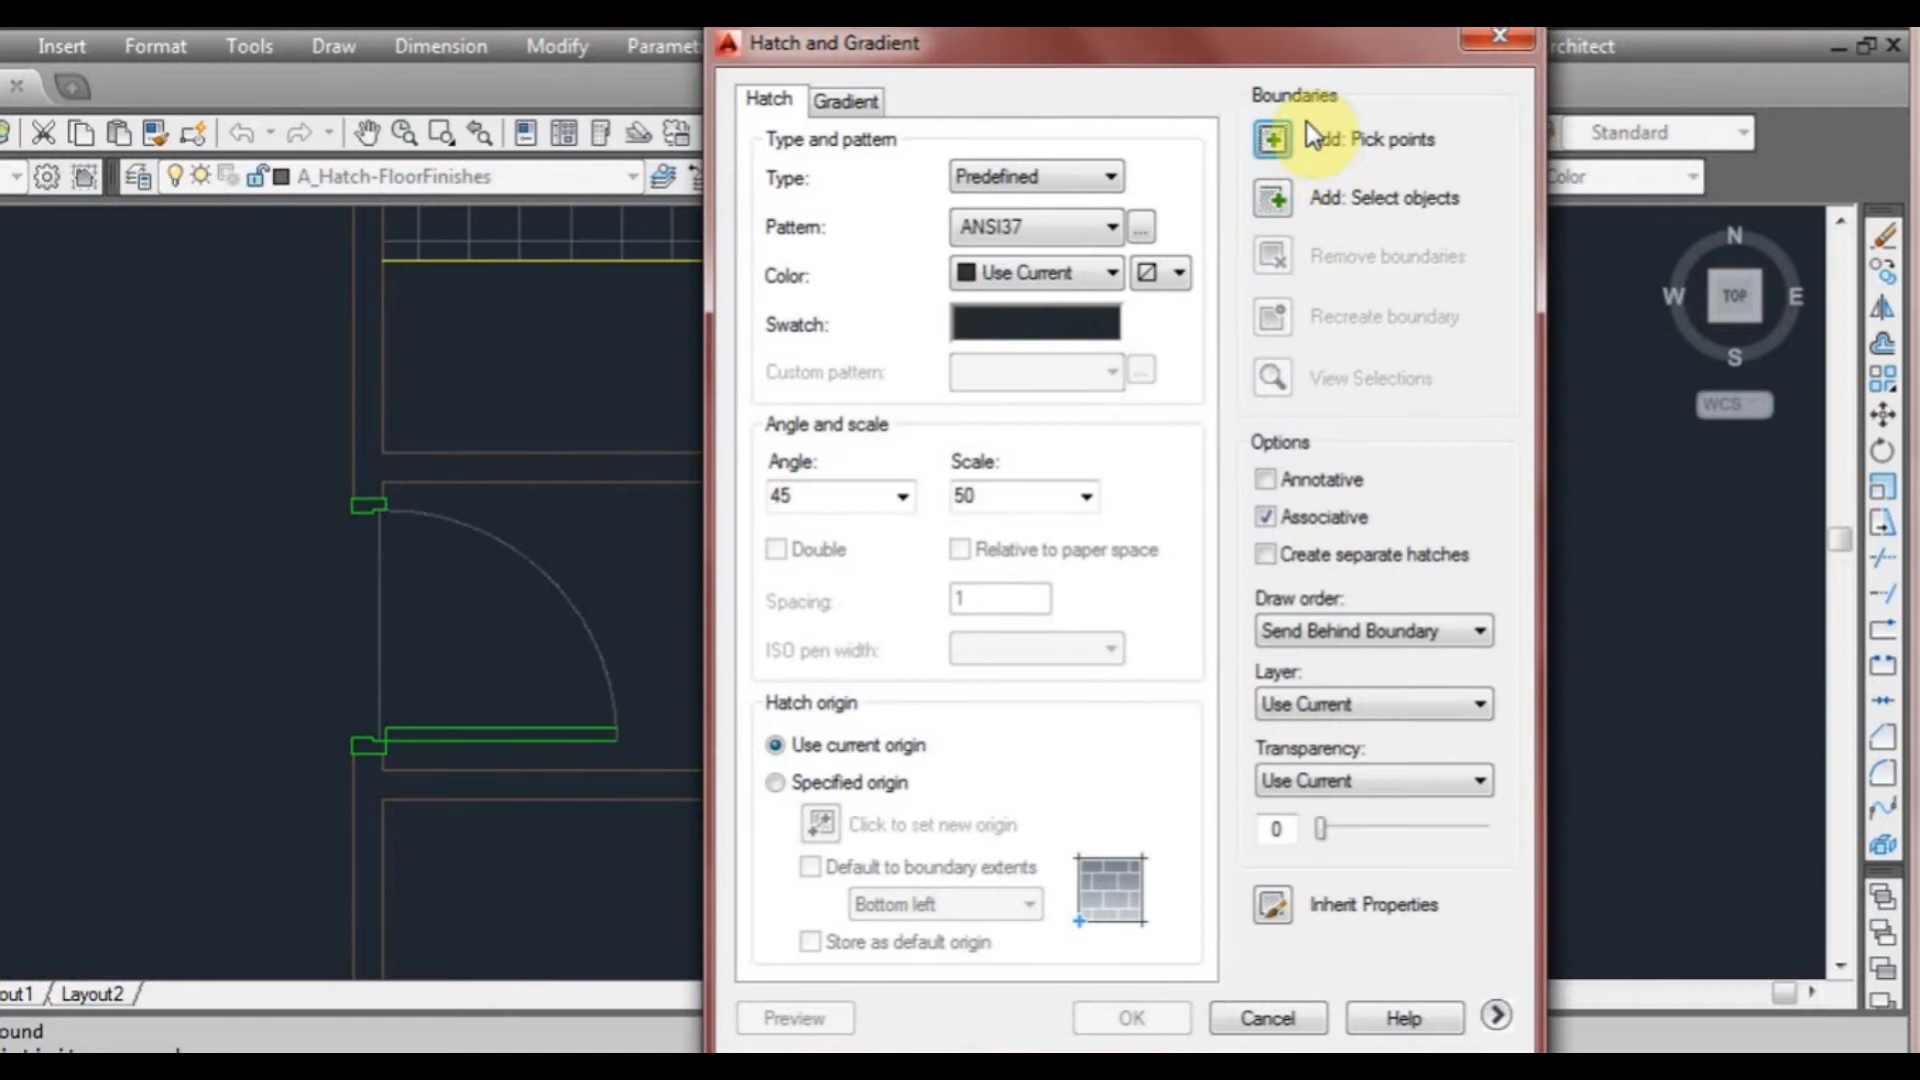 Insert Format Tools Draw Dimension Modify Paramet
Hatch and Gradient
rchitect
Standard
A_Hatch-FloorFinishes
Color
Hatch
Gradient
Type and pattern
Type:
Predefined
Pattern:
ANSI37
...
Color:
Use Current
Swatch:
Custom pattern:
...
Angle and scale
Angle:
Scale:
45
50
Double
Relative to paper space
Spacing:
1
ISO pen width:
Hatch origin
Use current origin
Specified origin
Click to set new origin
Default to boundary extents
Bottom left
Store as default origin
Boundaries
dd: Pick points
Add: Select objects
Remove boundaries
Recreate boundary
View Selections
Options
Annotative
Associative
Create separate hatches
Draw order:
Send Behind Boundary
Layer:
Use Current
Transparency:
Use Current
0
Inherit Properties
Preview
OK
Cancel
Help
N
W
TOP
E
S
WCS
out1
Layout2
ound